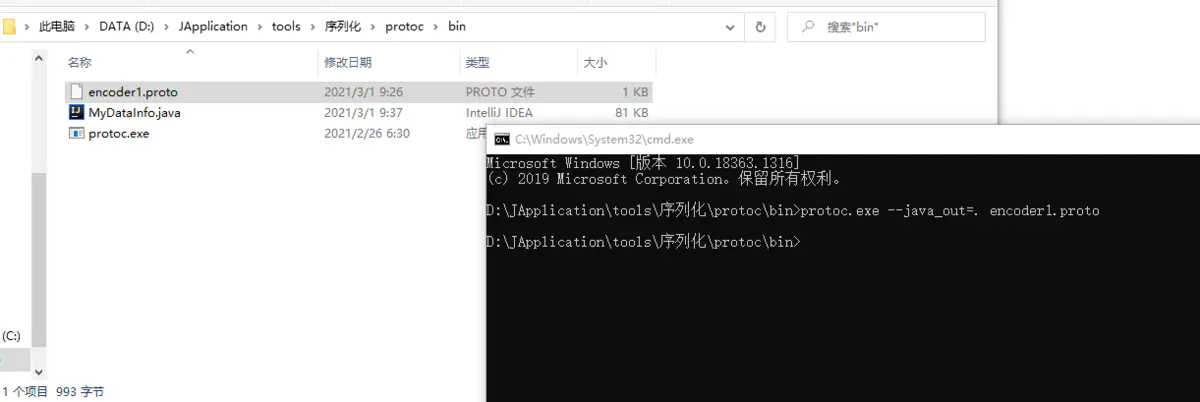 此电脑 > DATA (D:) > JApplication > tools > 序列化 > protoc > bin
搜索"bin"
名称 修改日期 类型 大小
encoder1.proto 2021/3/1 9:26 PROTO 文件 1 KB
MyDataInfo.java 2021/3/1 9:37 IntelliJ IDEA 81 KB
protoc.exe 2021/2/26 6:30 应用
(C:)
1 个项目 993 字节
C:\Windows\System32\cmd.exe
Microsoft Windows [版本 10.0.18363.1316]
(c) 2019 Microsoft Corporation。保留所有权利。
D:\JApplication\tools\序列化\protoc\bin>protoc.exe --java_out=. encoder1.proto
D:\JApplication\tools\序列化\protoc\bin>